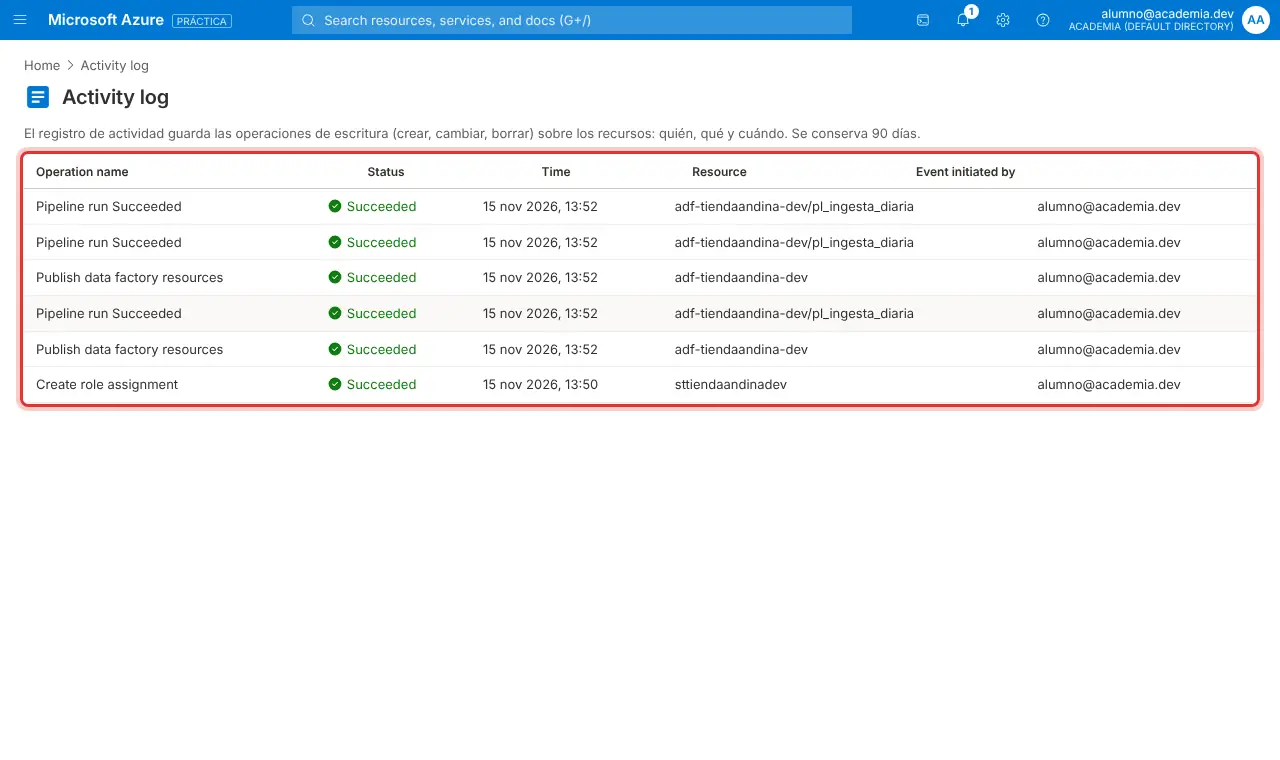 Microsoft Azure PRÁCTICA Search resources, services, and docs (G+/) 1 alumno@academia.dev AA
ACADEMIA (DEFAULT DIRECTORY)
Home > Activity log
Activity log
El registro de actividad guarda las operaciones de escritura (crear, cambiar, borrar) sobre los recursos: quién, qué y cuándo. Se conserva 90 días.
Operation name Status Time Resource Event initiated by
Pipeline run Succeeded Succeeded 15 nov 2026, 13:52 adf-tiendaandina-dev/pl_ingesta_diaria alumno@academia.dev
Pipeline run Succeeded Succeeded 15 nov 2026, 13:52 adf-tiendaandina-dev/pl_ingesta_diaria alumno@academia.dev
Publish data factory resources Succeeded 15 nov 2026, 13:52 adf-tiendaandina-dev alumno@academia.dev
Pipeline run Succeeded Succeeded 15 nov 2026, 13:52 adf-tiendaandina-dev/pl_ingesta_diaria alumno@academia.dev
Publish data factory resources Succeeded 15 nov 2026, 13:52 adf-tiendaandina-dev alumno@academia.dev
Create role assignment Succeeded 15 nov 2026, 13:50 sttiendaandinadev alumno@academia.dev